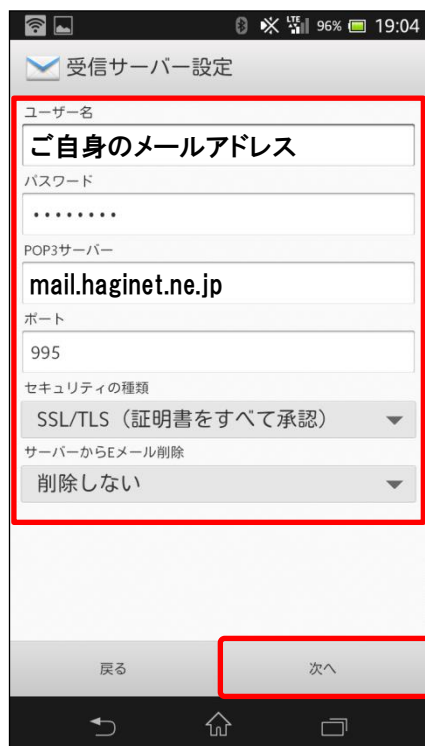 LTE 96% 19:04
受信サーバー設定
ユーザー名
ご自身のメールアドレス
パスワード
••••••••
POP3サーバー
mail.haginet.ne.jp
ポート
995
セキュリティの種類
SSL/TLS（証明書をすべて承認）
サーバーからEメール削除
削除しない
戻る
次へ